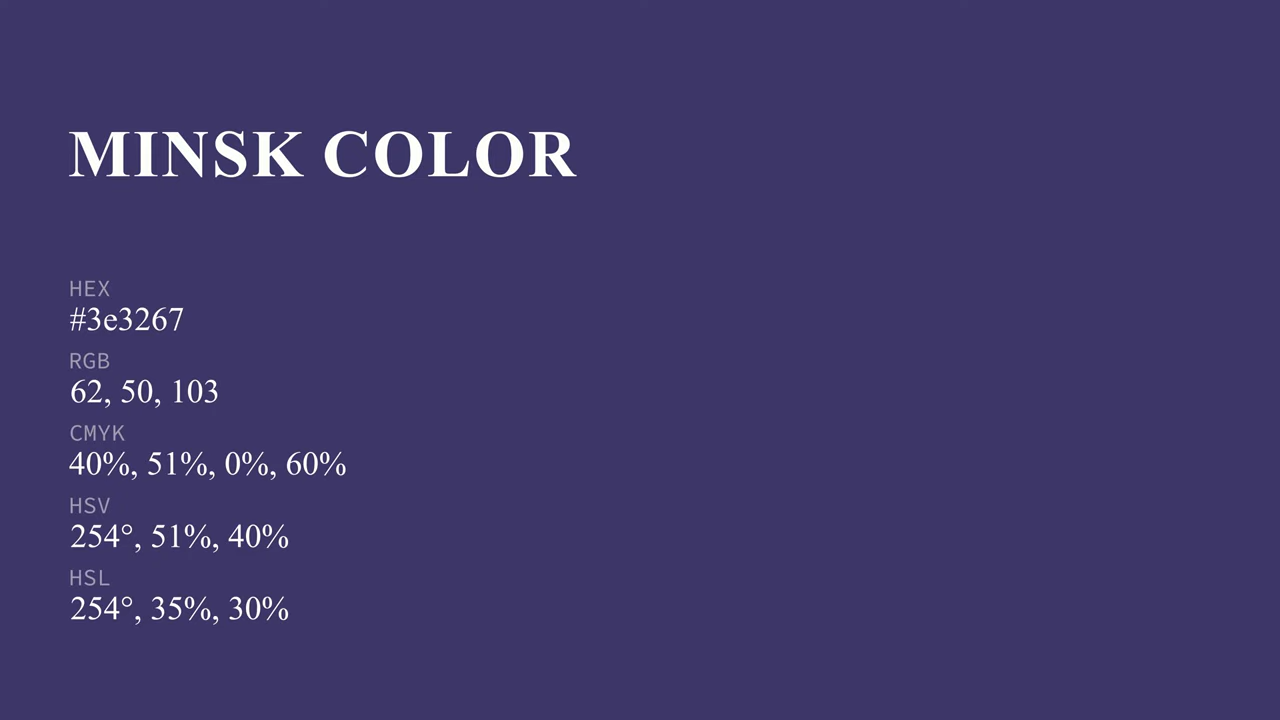 MINSK COLOR
HEX
#3e3267
RGB
62, 50, 103
CMYK
40%, 51%, 0%, 60%
HSV
254°, 51%, 40%
HSL
254°, 35%, 30%